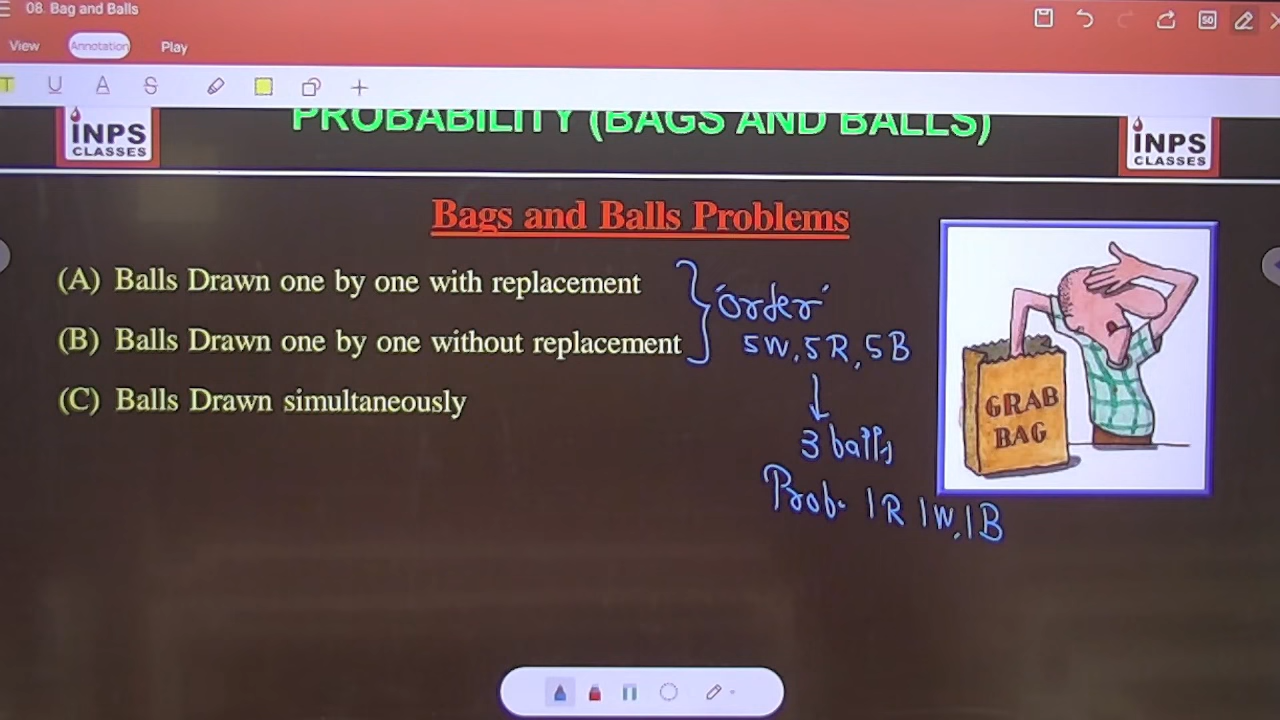 08. Bag and Balls
50
View Annotation Play
T U A S
PROBABILITY (BAGS AND BALLS)
iNPS
CLASSES
iNPS
CLASSES
Bags and Balls Problems
(A) Balls Drawn one by one with replacement
'order'
(B) Balls Drawn one by one without replacement
5W, 5R, 5B
(C) Balls Drawn simultaneously
3 balls
Prob. 1R 1W, 1B
GRAB
BAG